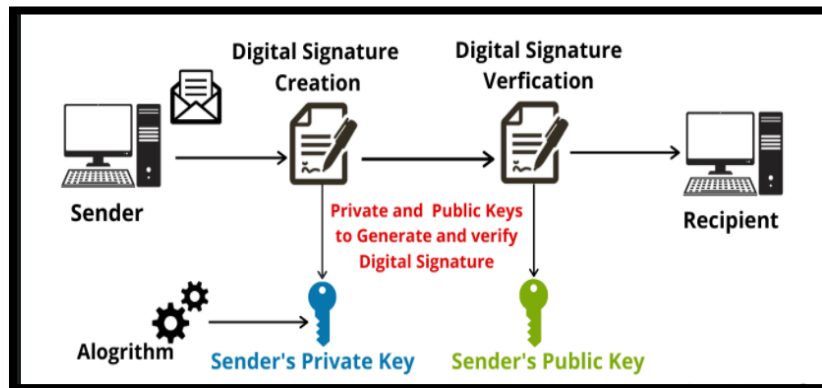 Digital Signature
Creation
Digital Signature
Verfication
Sender
Recipient
Private and Public Keys
to Generate and verify
Digital Signature
Alogrithm
Sender's Private Key
Sender's Public Key